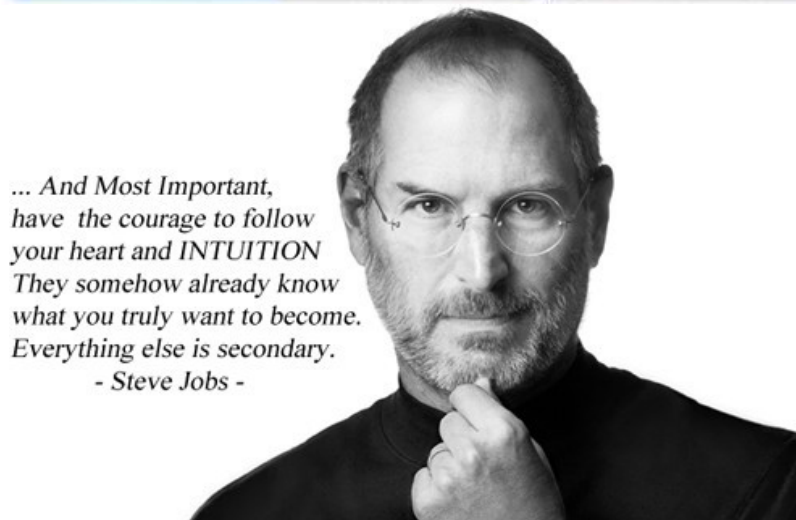 ... And Most Important,
have the courage to follow
your heart and INTUITION
They somehow already know
what you truly want to become.
Everything else is secondary.
- Steve Jobs -